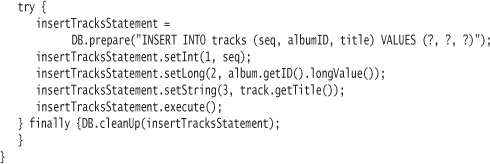 try {
insertTracksStatement =
DB.prepare("INSERT INTO tracks (seq, albumID, title) VALUES (?, ?, ?)");
insertTracksStatement.setInt(1, seq);
insertTracksStatement.setLong(2, album.getID().longValue());
insertTracksStatement.setString(3, track.getTitle());
insertTracksStatement.execute();
} finally {DB.cleanUp(insertTracksStatement);
}
}